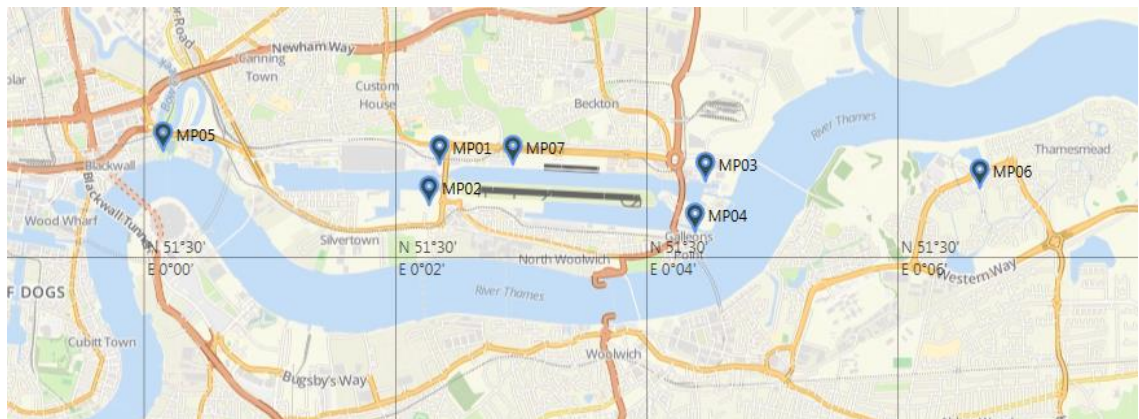 Newham Way
Canning
Town
Custom
House
Beckton
River Thames
Bow
MP05
MP01
MP07
MP03
MP06
Thamesmead
Blackwall
MP02
MP04
Wood Wharf
Blackwall Tunnel
Silvertown
North Woolwich
Galleons
Point
N 51°30'
E 0°00'
N 51°30'
E 0°02'
N 51°30'
E 0°04'
N 51°30'
E 0°06'
Western Way
F DOGS
River Thames
Cubitt Town
Woolwich
Bugsby's Way